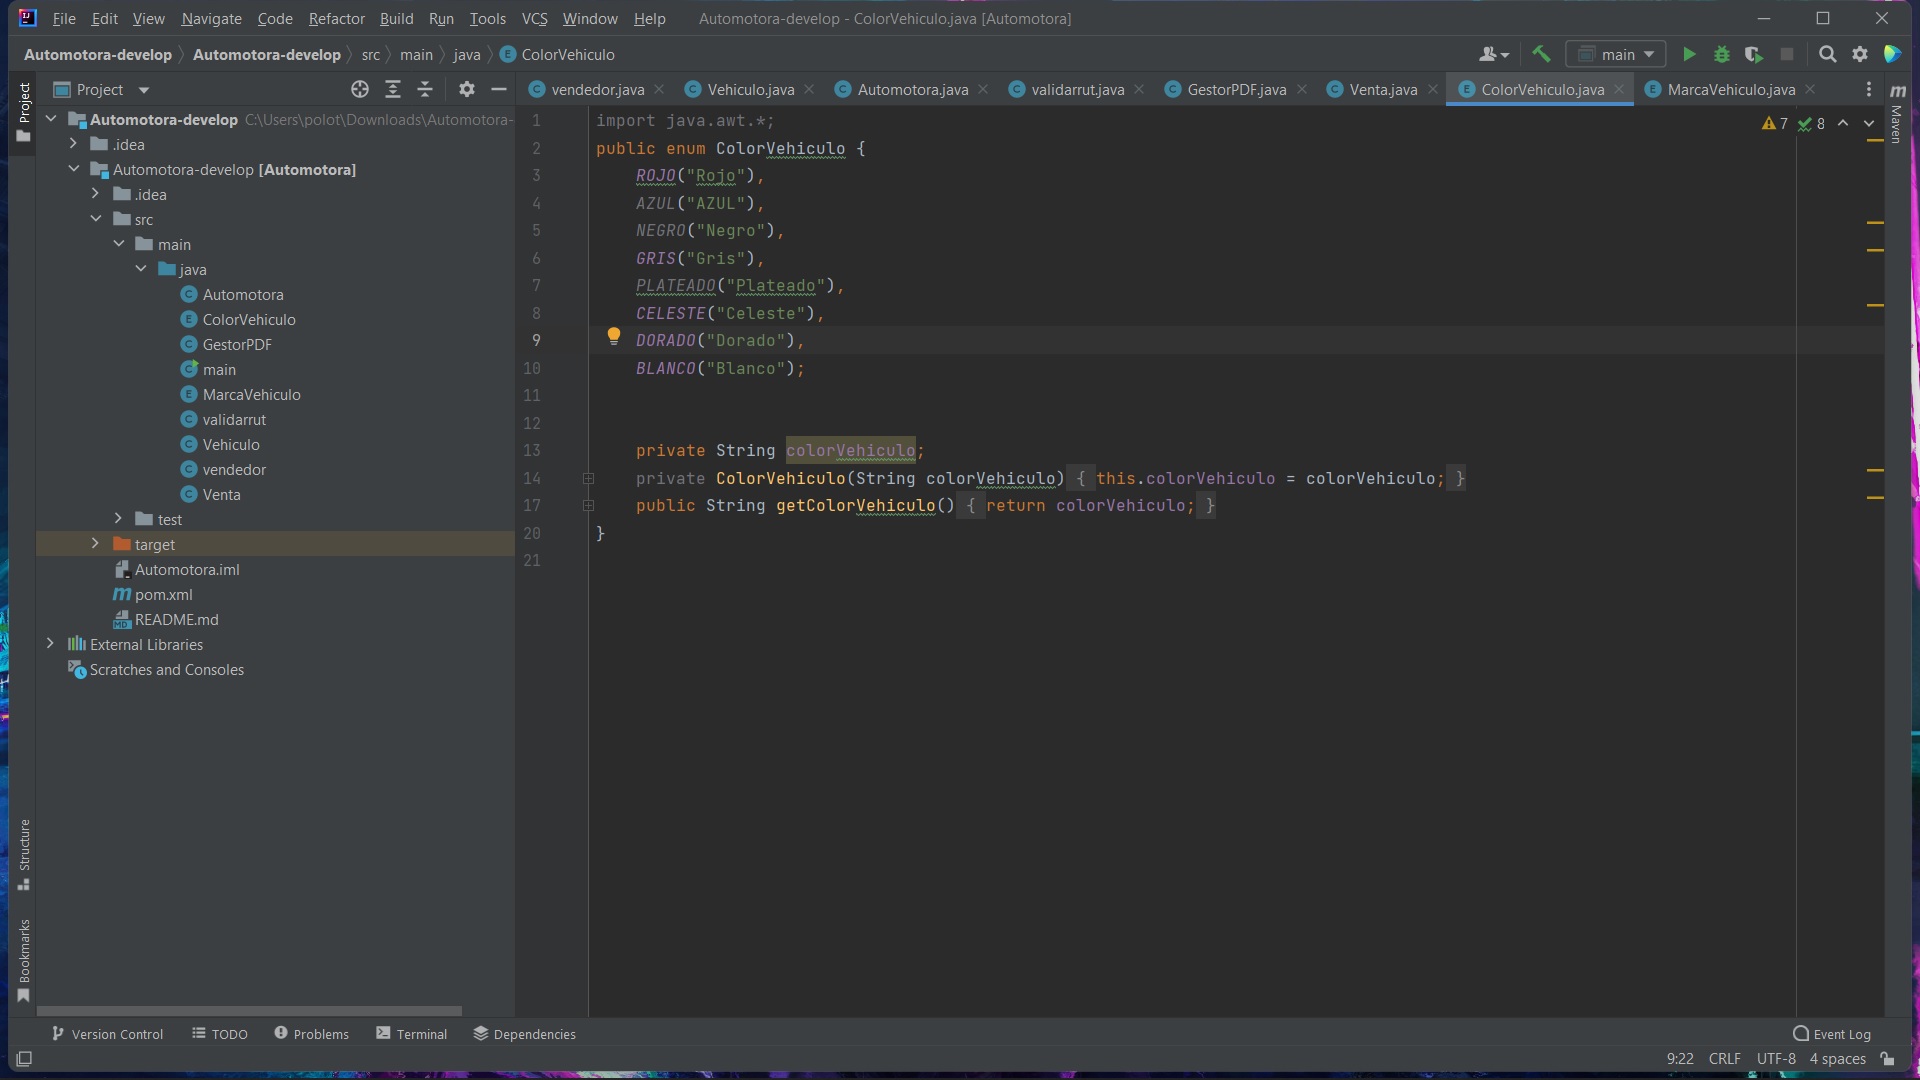 File Edit View Navigate Code Refactor Build Run Tools VCS Window Help Automotora-develop - ColorVehiculo.java [Automotora]
Automotora-develop Automotora-develop src main java ColorVehiculo main
Project vendedor.java Vehiculo.java Automotora.java validarrut.java GestorPDF.java Venta.java ColorVehiculo.java MarcaVehiculo.java
Project
Automotora-develop C:\Users\polot\Downloads\Automotora-
.idea
Automotora-develop [Automotora]
.idea
src
main
java
Automotora
ColorVehiculo
GestorPDF
main
MarcaVehiculo
validarrut
Vehiculo
vendedor
Venta
test
target
Automotora.iml
pom.xml
README.md
External Libraries
Scratches and Consoles
Structure
Bookmarks
1 import java.awt.*;
2 public enum ColorVehiculo {
3 ROJO("Rojo"),
4 AZUL("AZUL"),
5 NEGRO("Negro"),
6 GRIS("Gris"),
7 PLATEADO("Plateado"),
8 CELESTE("Celeste"),
9 DORADO("Dorado"),
10 BLANCO("Blanco");
11
12
13 private String colorVehiculo;
14 private ColorVehiculo(String colorVehiculo) { this.colorVehiculo = colorVehiculo; }
17 public String getColorVehiculo() { return colorVehiculo; }
20 }
21
7 8
Maven
Version Control TODO Problems Terminal Dependencies Event Log
9:22 CRLF UTF-8 4 spaces